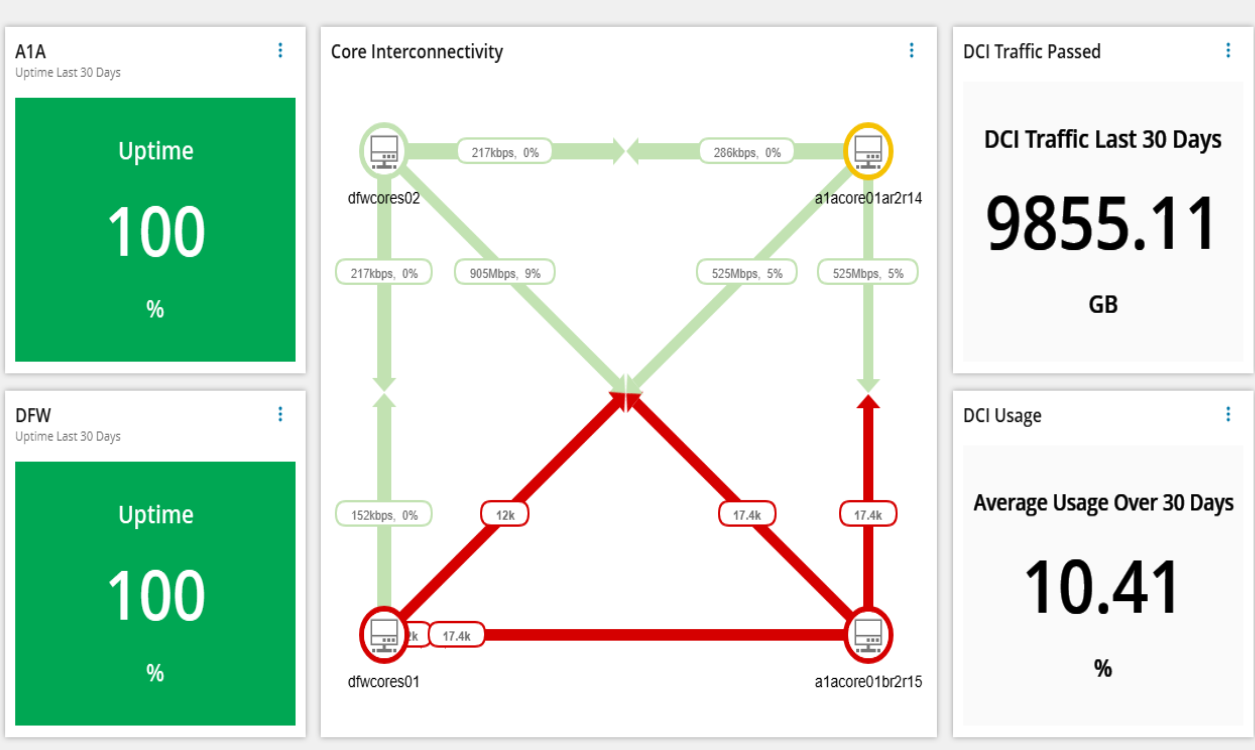 A1A
Uptime Last 30 Days
Uptime
100
%
DFW
Uptime Last 30 Days
Uptime
100
%
Core Interconnectivity
217kbps, 0%
286kbps, 0%
dfwcores02
a1acore01ar2r14
217kbps, 0%
905Mbps, 9%
525Mbps, 5%
525Mbps, 5%
152kbps, 0%
12k
17.4k
17.4k
17.4k
dfwcores01
a1acore01br2r15
DCI Traffic Passed
DCI Traffic Last 30 Days
9855.11
GB
DCI Usage
Average Usage Over 30 Days
10.41
%